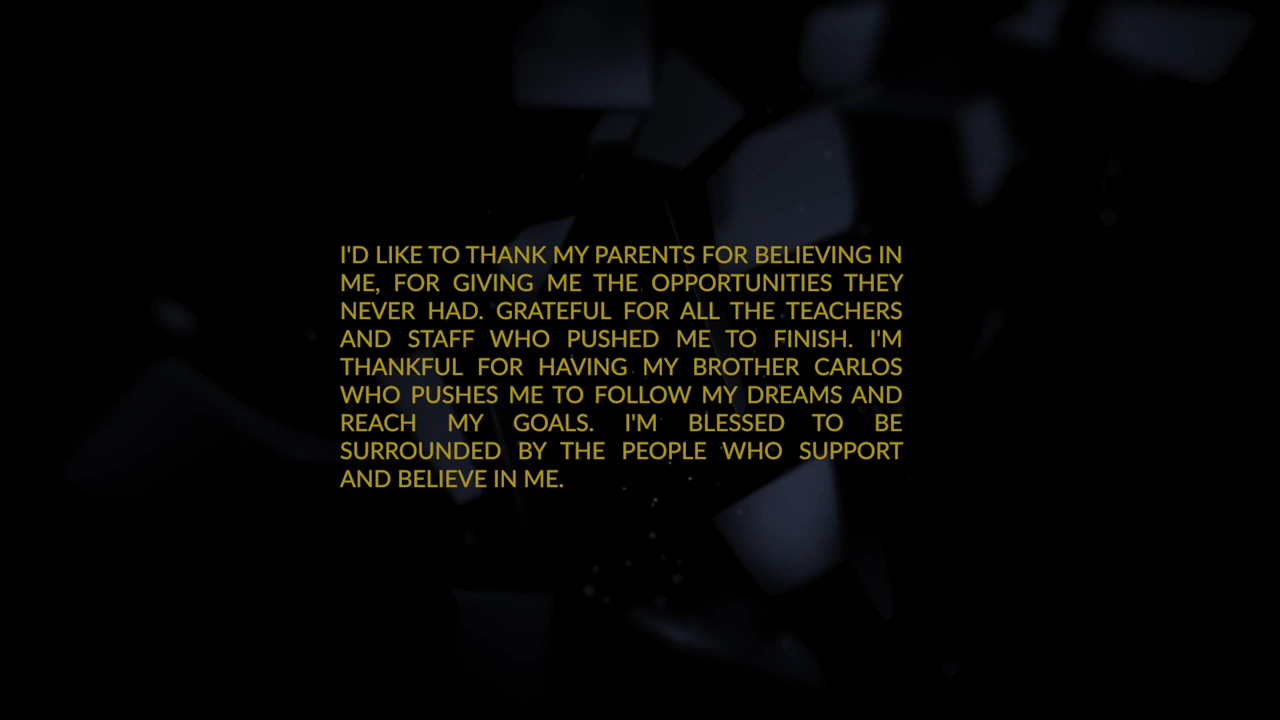 I'D LIKE TO THANK MY PARENTS FOR BELIEVING IN
ME, FOR GIVING ME THE OPPORTUNITIES THEY
NEVER HAD. GRATEFUL FOR ALL THE TEACHERS
AND STAFF WHO PUSHED ME TO FINISH. I'M
THANKFUL FOR HAVING MY BROTHER CARLOS
WHO PUSHES ME TO FOLLOW MY DREAMS AND
REACH MY GOALS. I'M BLESSED TO BE
SURROUNDED BY THE PEOPLE WHO SUPPORT
AND BELIEVE IN ME.